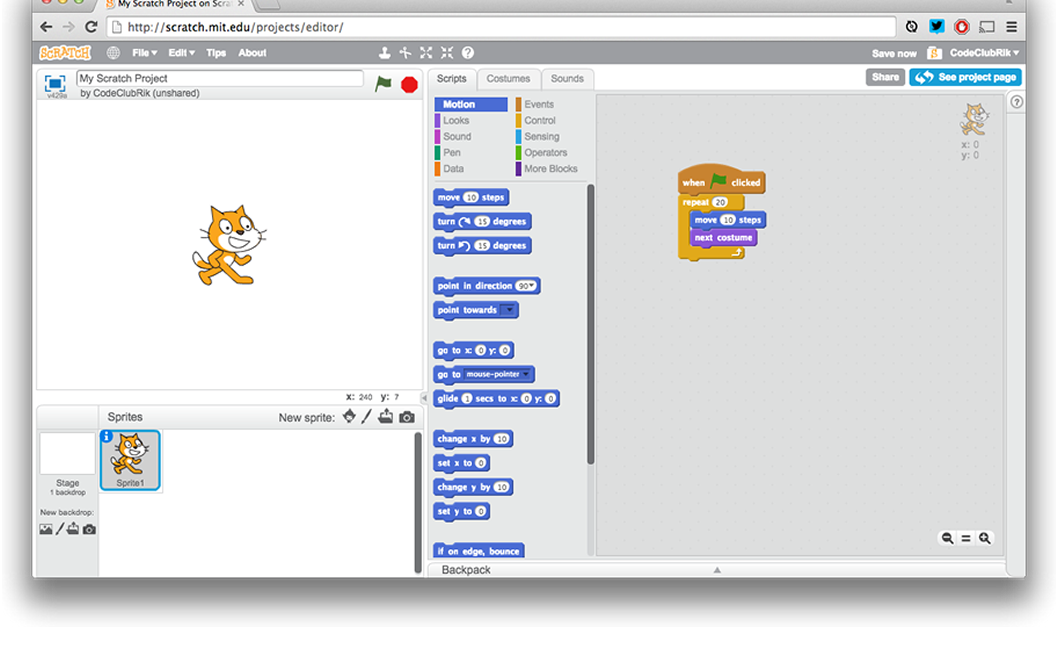 My Scratch Project on Scra
http://scratch.mit.edu/projects/editor/
SCRATCH File Edit Tips About Save now CodeClubRik
My Scratch Project
by CodeClubRik (unshared)
v429a
Scripts Costumes Sounds
Share See project page
Motion Events
Looks Control
Sound Sensing
Pen Operators
Data More Blocks
x: 0
y: 0
move 10 steps
turn 15 degrees
turn 15 degrees
point in direction 90
point towards
go to x: 0 y: 0
go to mouse-pointer
glide 1 secs to x: 0 y: 0
change x by 10
set x to 0
change y by 10
set y to 0
if on edge, bounce
when clicked
repeat 20
move 10 steps
next costume
x: 240 y: 7
Sprites New sprite:
Stage
1 backdrop
New backdrop:
Sprite1
Backpack